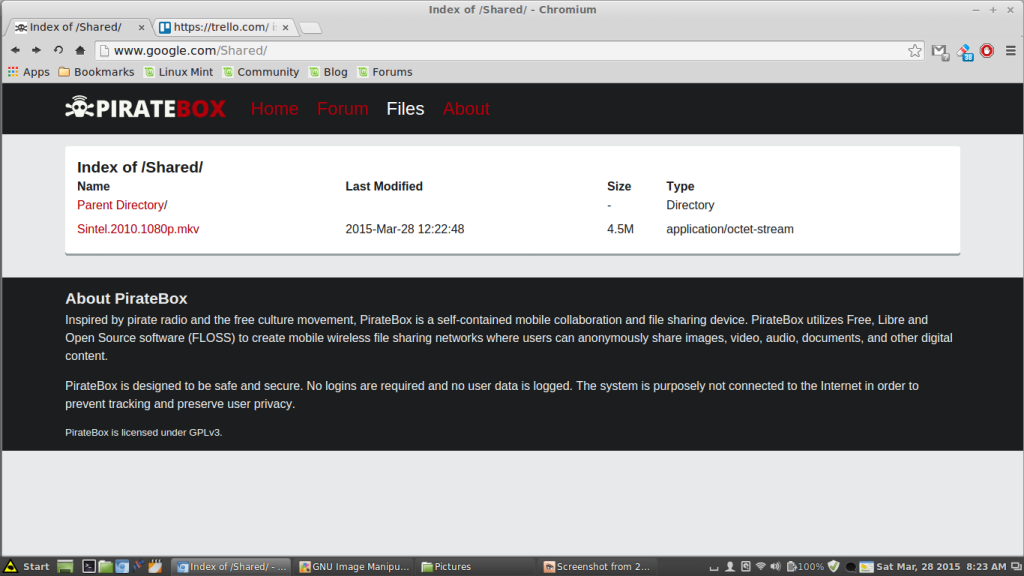 Index of /Shared/ - Chromium
Index of /Shared/ https://trello.com/
www.google.com/Shared/
Apps Bookmarks Linux Mint Community Blog Forums
PIRATEBOX Home Forum Files About
Index of /Shared/
Name Last Modified Size Type
Parent Directory/ - Directory
Sintel.2010.1080p.mkv 2015-Mar-28 12:22:48 4.5M application/octet-stream
About PirateBox
Inspired by pirate radio and the free culture movement, PirateBox is a self-contained mobile collaboration and file sharing device. PirateBox utilizes Free, Libre and
Open Source software (FLOSS) to create mobile wireless file sharing networks where users can anonymously share images, video, audio, documents, and other digital
content.
PirateBox is designed to be safe and secure. No logins are required and no user data is logged. The system is purposely not connected to the Internet in order to
prevent tracking and preserve user privacy.
PirateBox is licensed under GPLv3.
Start Index of /Shared/ - ... GNU Image Manipu... Pictures Screenshot from 2... 100% Sat Mar, 28 2015 8:23 AM